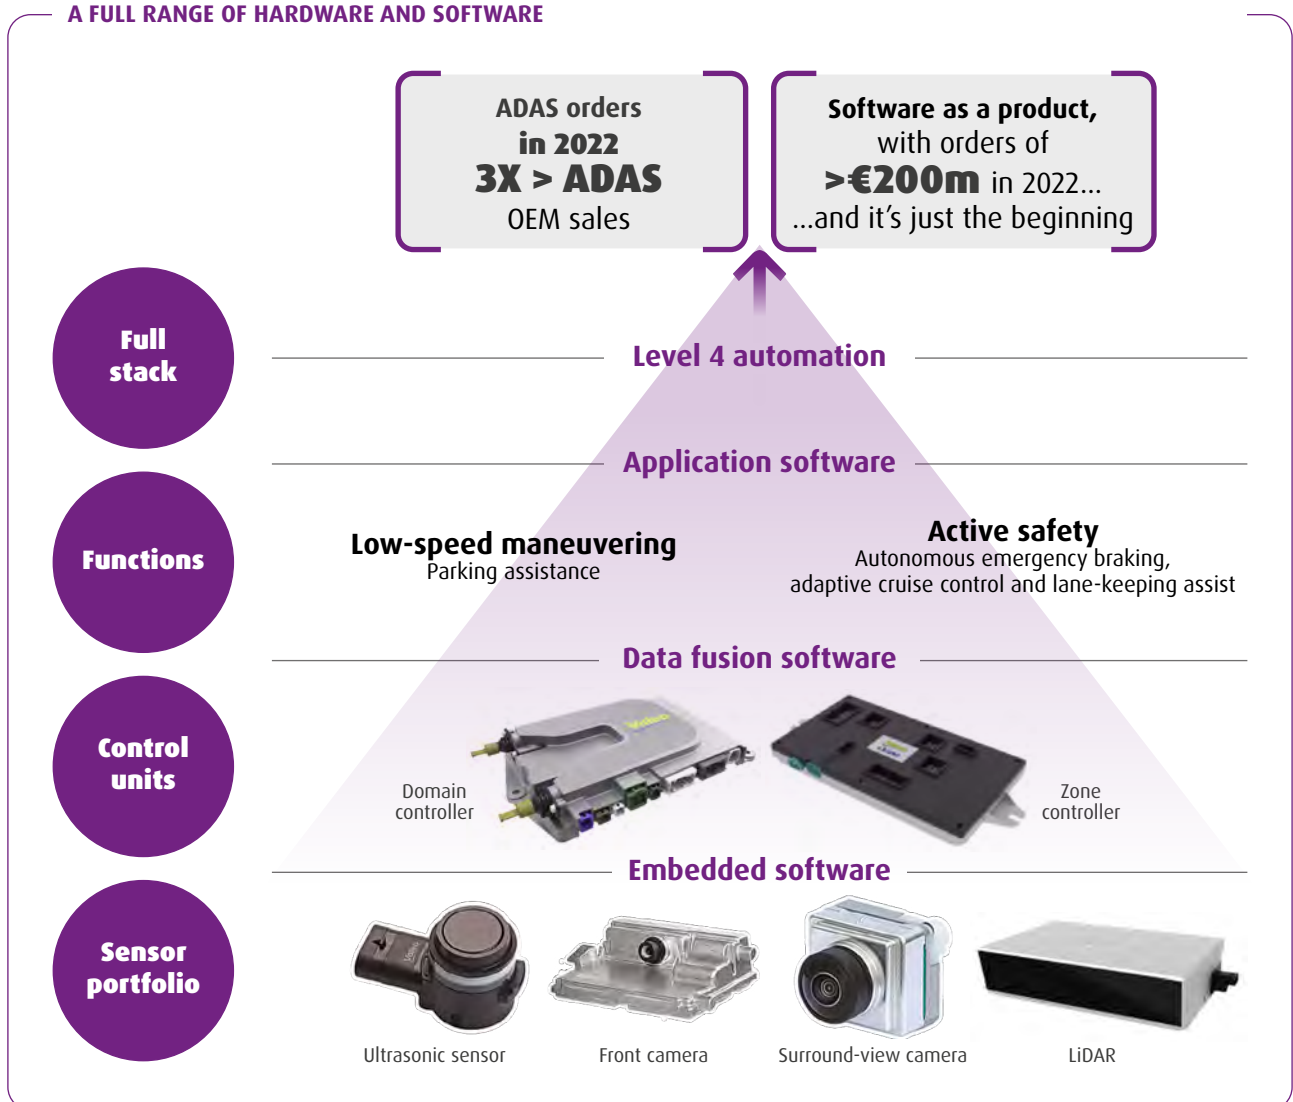 A FULL RANGE OF HARDWARE AND SOFTWARE
ADAS orders
in 2022
3X > ADAS
OEM sales
Software as a product,
with orders of
>€200m in 2022...
...and it's just the beginning
Full
stack
Level 4 automation
Application software
Functions
Low-speed maneuvering
Parking assistance
Active safety
Autonomous emergency braking,
adaptive cruise control and lane-keeping assist
Data fusion software
Control
units
Valeo
Domain
controller
Zone
controller
Embedded software
Sensor
portfolio
Valeo
Ultrasonic sensor
Front camera
Surround-view camera
LiDAR